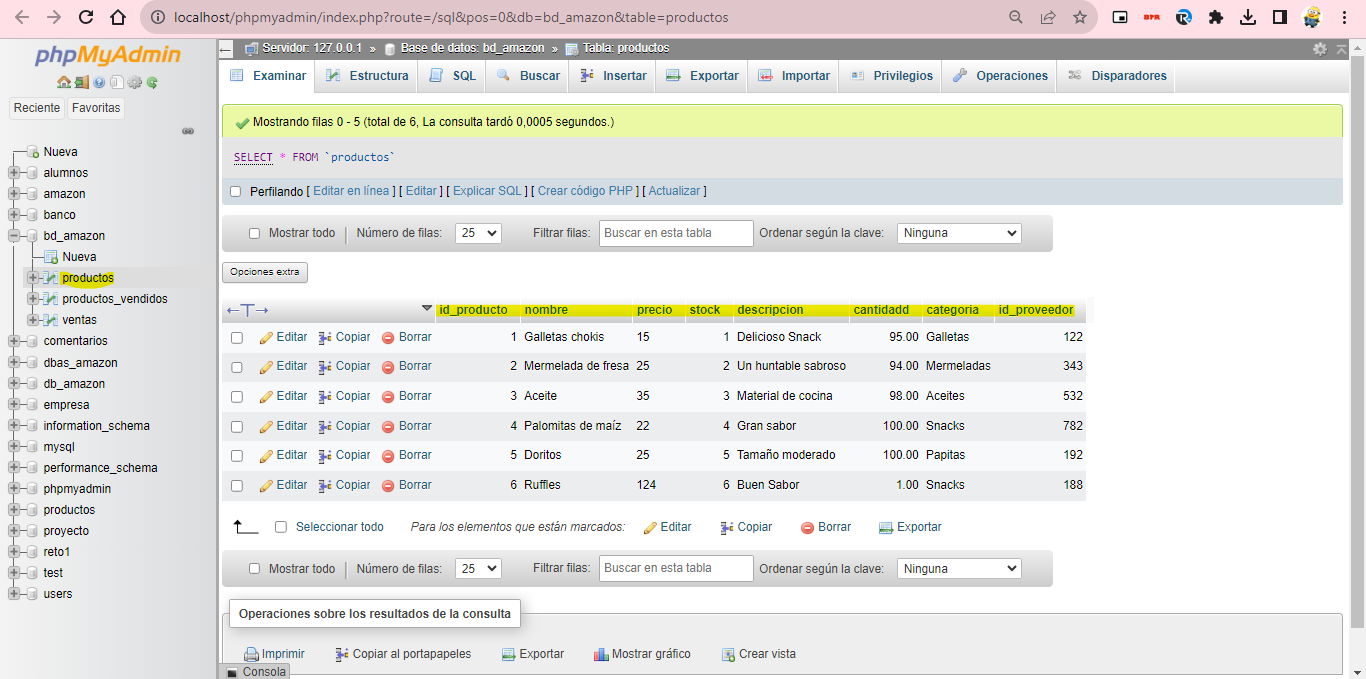 localhost/phpmyadmin/index.php?route=/sql&pos=0&db=bd_amazon&table=productos
phpMyAdmin
Reciente Favoritas
Nueva
alumnos
amazon
banco
bd_amazon
Nueva
productos
productos_vendidos
ventas
comentarios
dbas_amazon
db_amazon
empresa
information_schema
mysql
performance_schema
phpmyadmin
productos
proyecto
reto1
test
users
Servidor: 127.0.0.1 » Base de datos: bd_amazon » Tabla: productos
Examinar Estructura SQL Buscar Insertar Exportar Importar Privilegios Operaciones Disparadores
Mostrando filas 0 - 5 (total de 6, La consulta tardó 0,0005 segundos.)
SELECT * FROM `productos`
Perfilando [ Editar en línea ] [ Editar ] [ Explicar SQL ] [ Crear código PHP ] [ Actualizar ]
Mostrar todo | Número de filas: 25 Filtrar filas: Buscar en esta tabla Ordenar según la clave: Ninguna
Opciones extra
←T→ id_producto nombre precio stock descripcion cantidadd categoria id_proveedor
Editar Copiar Borrar 1 Galletas chokis 15 1 Delicioso Snack 95.00 Galletas 122
Editar Copiar Borrar 2 Mermelada de fresa 25 2 Un huntable sabroso 94.00 Mermeladas 343
Editar Copiar Borrar 3 Aceite 35 3 Material de cocina 98.00 Aceites 532
Editar Copiar Borrar 4 Palomitas de maíz 22 4 Gran sabor 100.00 Snacks 782
Editar Copiar Borrar 5 Doritos 25 5 Tamaño moderado 100.00 Papitas 192
Editar Copiar Borrar 6 Ruffles 124 6 Buen Sabor 1.00 Snacks 188
Seleccionar todo Para los elementos que están marcados: Editar Copiar Borrar Exportar
Mostrar todo | Número de filas: 25 Filtrar filas: Buscar en esta tabla Ordenar según la clave: Ninguna
Operaciones sobre los resultados de la consulta
Imprimir Copiar al portapapeles Exportar Mostrar gráfico Crear vista
Consola